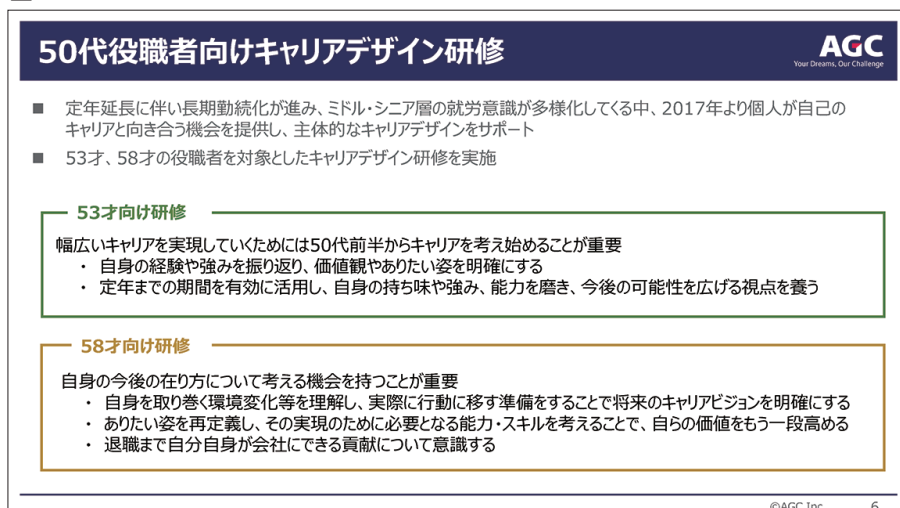 50代役職者向けキャリアデザイン研修
AGC
Your Dreams, Our Challenge
■ 定年延長に伴い長期勤続化が進み、ミドル・シニア層の就労意識が多様化してくる中、2017年より個人が自己の
キャリアと向き合う機会を提供し、主体的なキャリアデザインをサポート
■ 53才、58才の役職者を対象としたキャリアデザイン研修を実施
53才向け研修
幅広いキャリアを実現していくためには50代前半からキャリアを考え始めることが重要
・ 自身の経験や強みを振り返り、価値観やありたい姿を明確にする
・ 定年までの期間を有効に活用し、自身の持ち味や強み、能力を磨き、今後の可能性を広げる視点を養う
58才向け研修
自身の今後の在り方について考える機会を持つことが重要
・ 自身を取り巻く環境変化等を理解し、実際に行動に移す準備をすることで将来のキャリアビジョンを明確にする
・ ありたい姿を再定義し、その実現のために必要となる能力・スキルを考えることで、自らの価値をもう一段高める
・ 退職まで自分自身が会社にできる貢献について意識する
©AGC Inc. 6